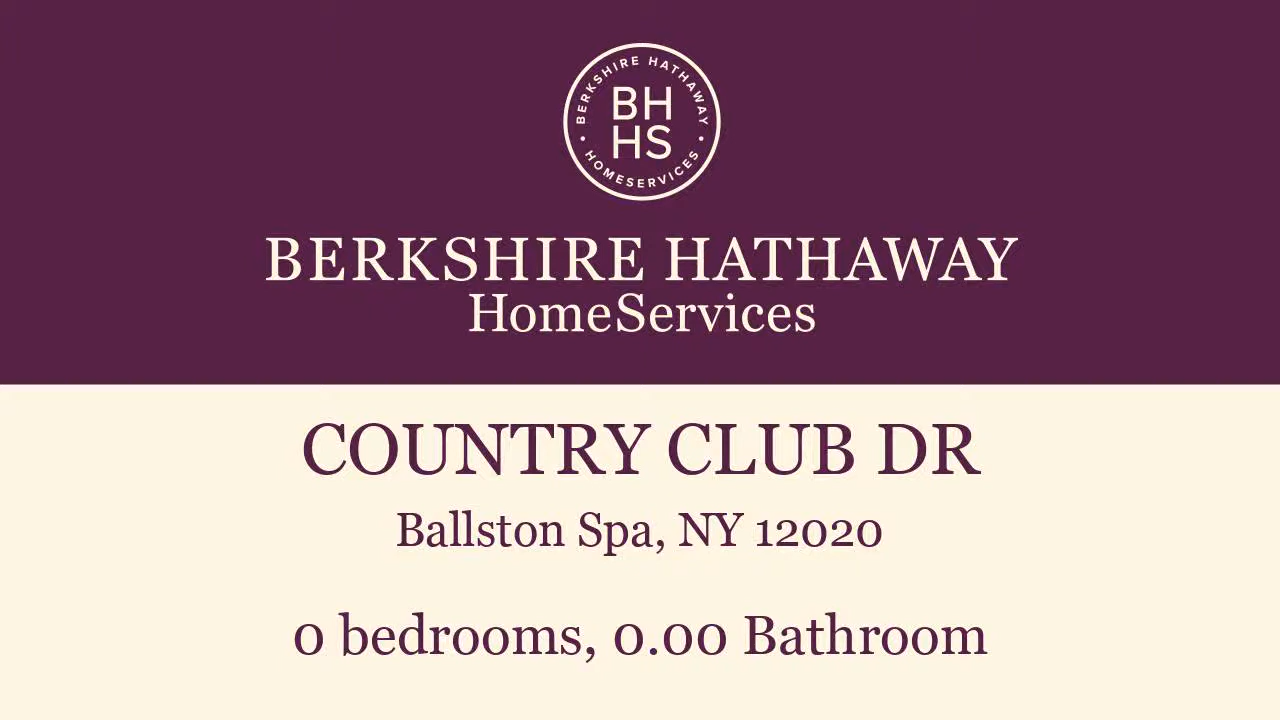 BERKSHIRE HATHAWAY
BH
HS
HOMESERVICES
BERKSHIRE HATHAWAY
HomeServices
COUNTRY CLUB DR
Ballston Spa, NY 12020
0 bedrooms, 0.00 Bathroom